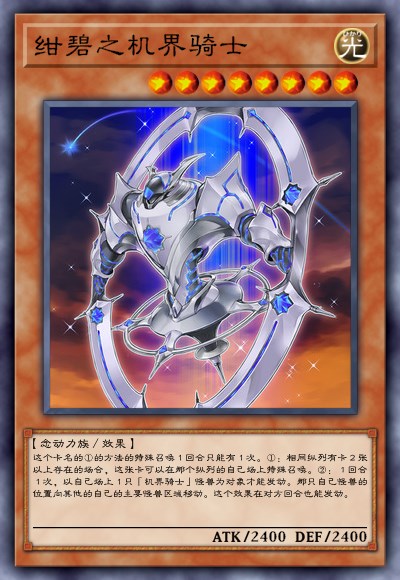 绀碧之机界骑士
ひかり
光
【念动力族／效果】
这个卡名的①的方法的特殊召唤1回合只能有1次。①：相同纵列有卡2张
以上存在的场合，这张卡可以在那个纵列的自己场上特殊召唤。②：1回合
1次，以自己场上1只「机界骑士」怪兽为对象才能发动。那只自己怪兽的
位置向其他的自己的主要怪兽区域移动。这个效果在对方回合也能发动。
ATK/2400 DEF/2400